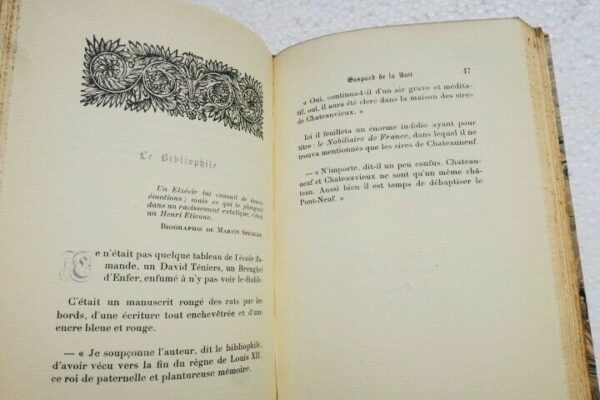 Le Bibliophile
Un Elzévir lui causait de douces
émotions ; mais ce qui le plongeait
dans un ravissement extatique, c'était
un Henri Etienne.
BIOGRAPHIE DE MARTIN SPICKLER
Ce n'était pas quelque tableau de l'école fla-
mande, un David Téniers, un Breughel
d'Enfer, enfumé à n'y pas voir le diable.
C'était un manuscrit rongé des rats par les
bords, d'une écriture tout enchevêtrée et d'une
encre bleue et rouge.
— « Je soupçonne l'auteur, dit le bibliophile,
d'avoir vécu vers la fin du règne de Louis XII,
ce roi de paternelle et plantureuse mémoire.
Gaspard de la Nuit 47
« Oui, continua-t-il d'un air grave et médita-
tif, oui, il aura été clerc dans la maison des sires
de Chateauvieux. »
Ici il feuilleta un énorme in-folio ayant pour
titre : le Nobiliaire de France, dans lequel il ne
trouva mentionnés que les sires de Chateauneuf.
— « N'importe, dit-il un peu confus, Chateau-
neuf et Chateauvieux ne sont qu'un même châ-
teau. Aussi bien il est temps de débaptiser le
Pont-Neuf. »